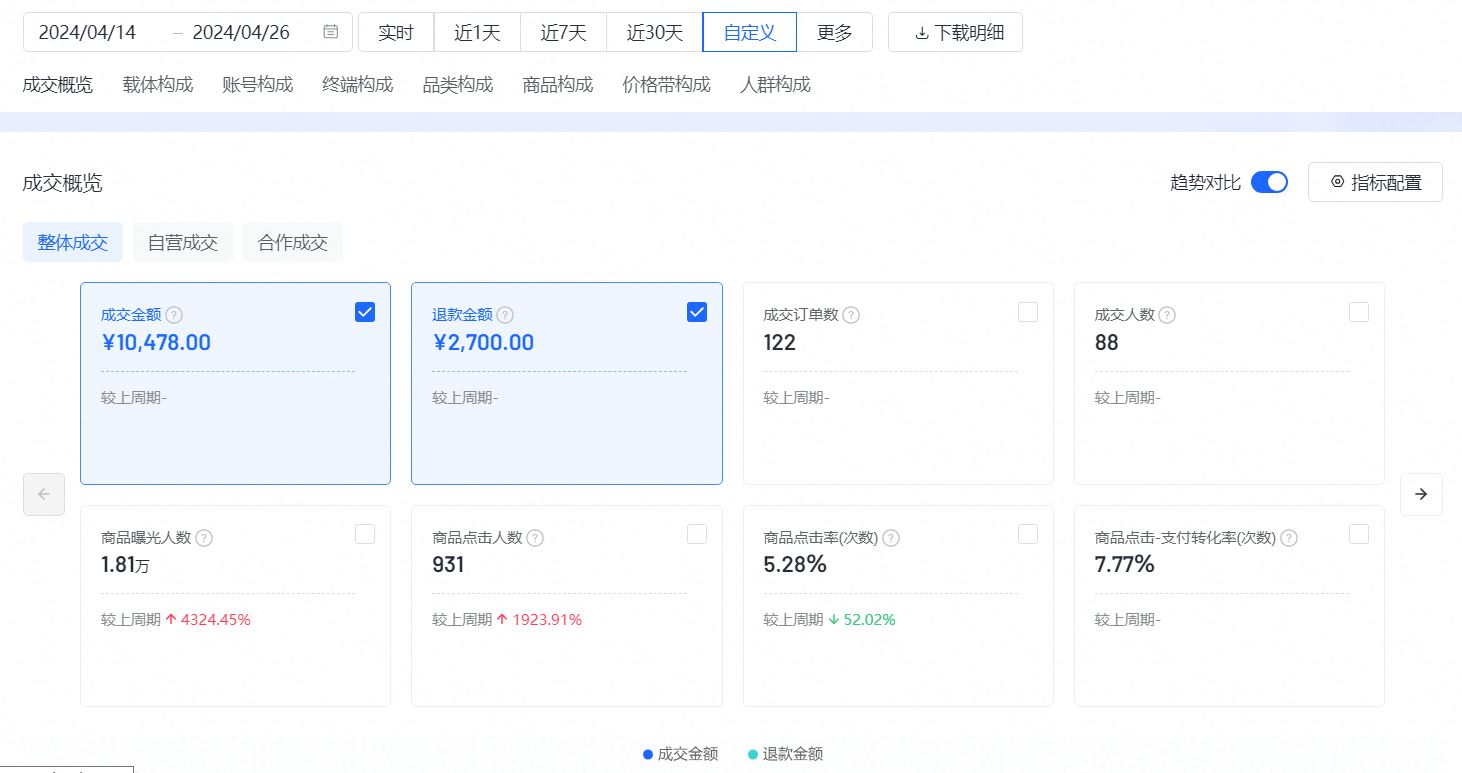 2024/04/14 – 2024/04/26 实时 近1天 近7天 近30天 自定义 更多 下载明细
成交概览 载体构成 账号构成 终端构成 品类构成 商品构成 价格带构成 人群构成
成交概览 趋势对比 指标配置
整体成交 自营成交 合作成交
成交金额 ? 退款金额 ? 成交订单数 ? 成交人数 ?
¥10,478.00 ¥2,700.00 122 88
较上周期- 较上周期- 较上周期- 较上周期-
商品曝光人数 ? 商品点击人数 ? 商品点击率(次数) ? 商品点击-支付转化率(次数) ?
1.81万 931 5.28% 7.77%
较上周期 ↑ 4324.45% 较上周期 ↑ 1923.91% 较上周期 ↓ 52.02% 较上周期-
成交金额 退款金额